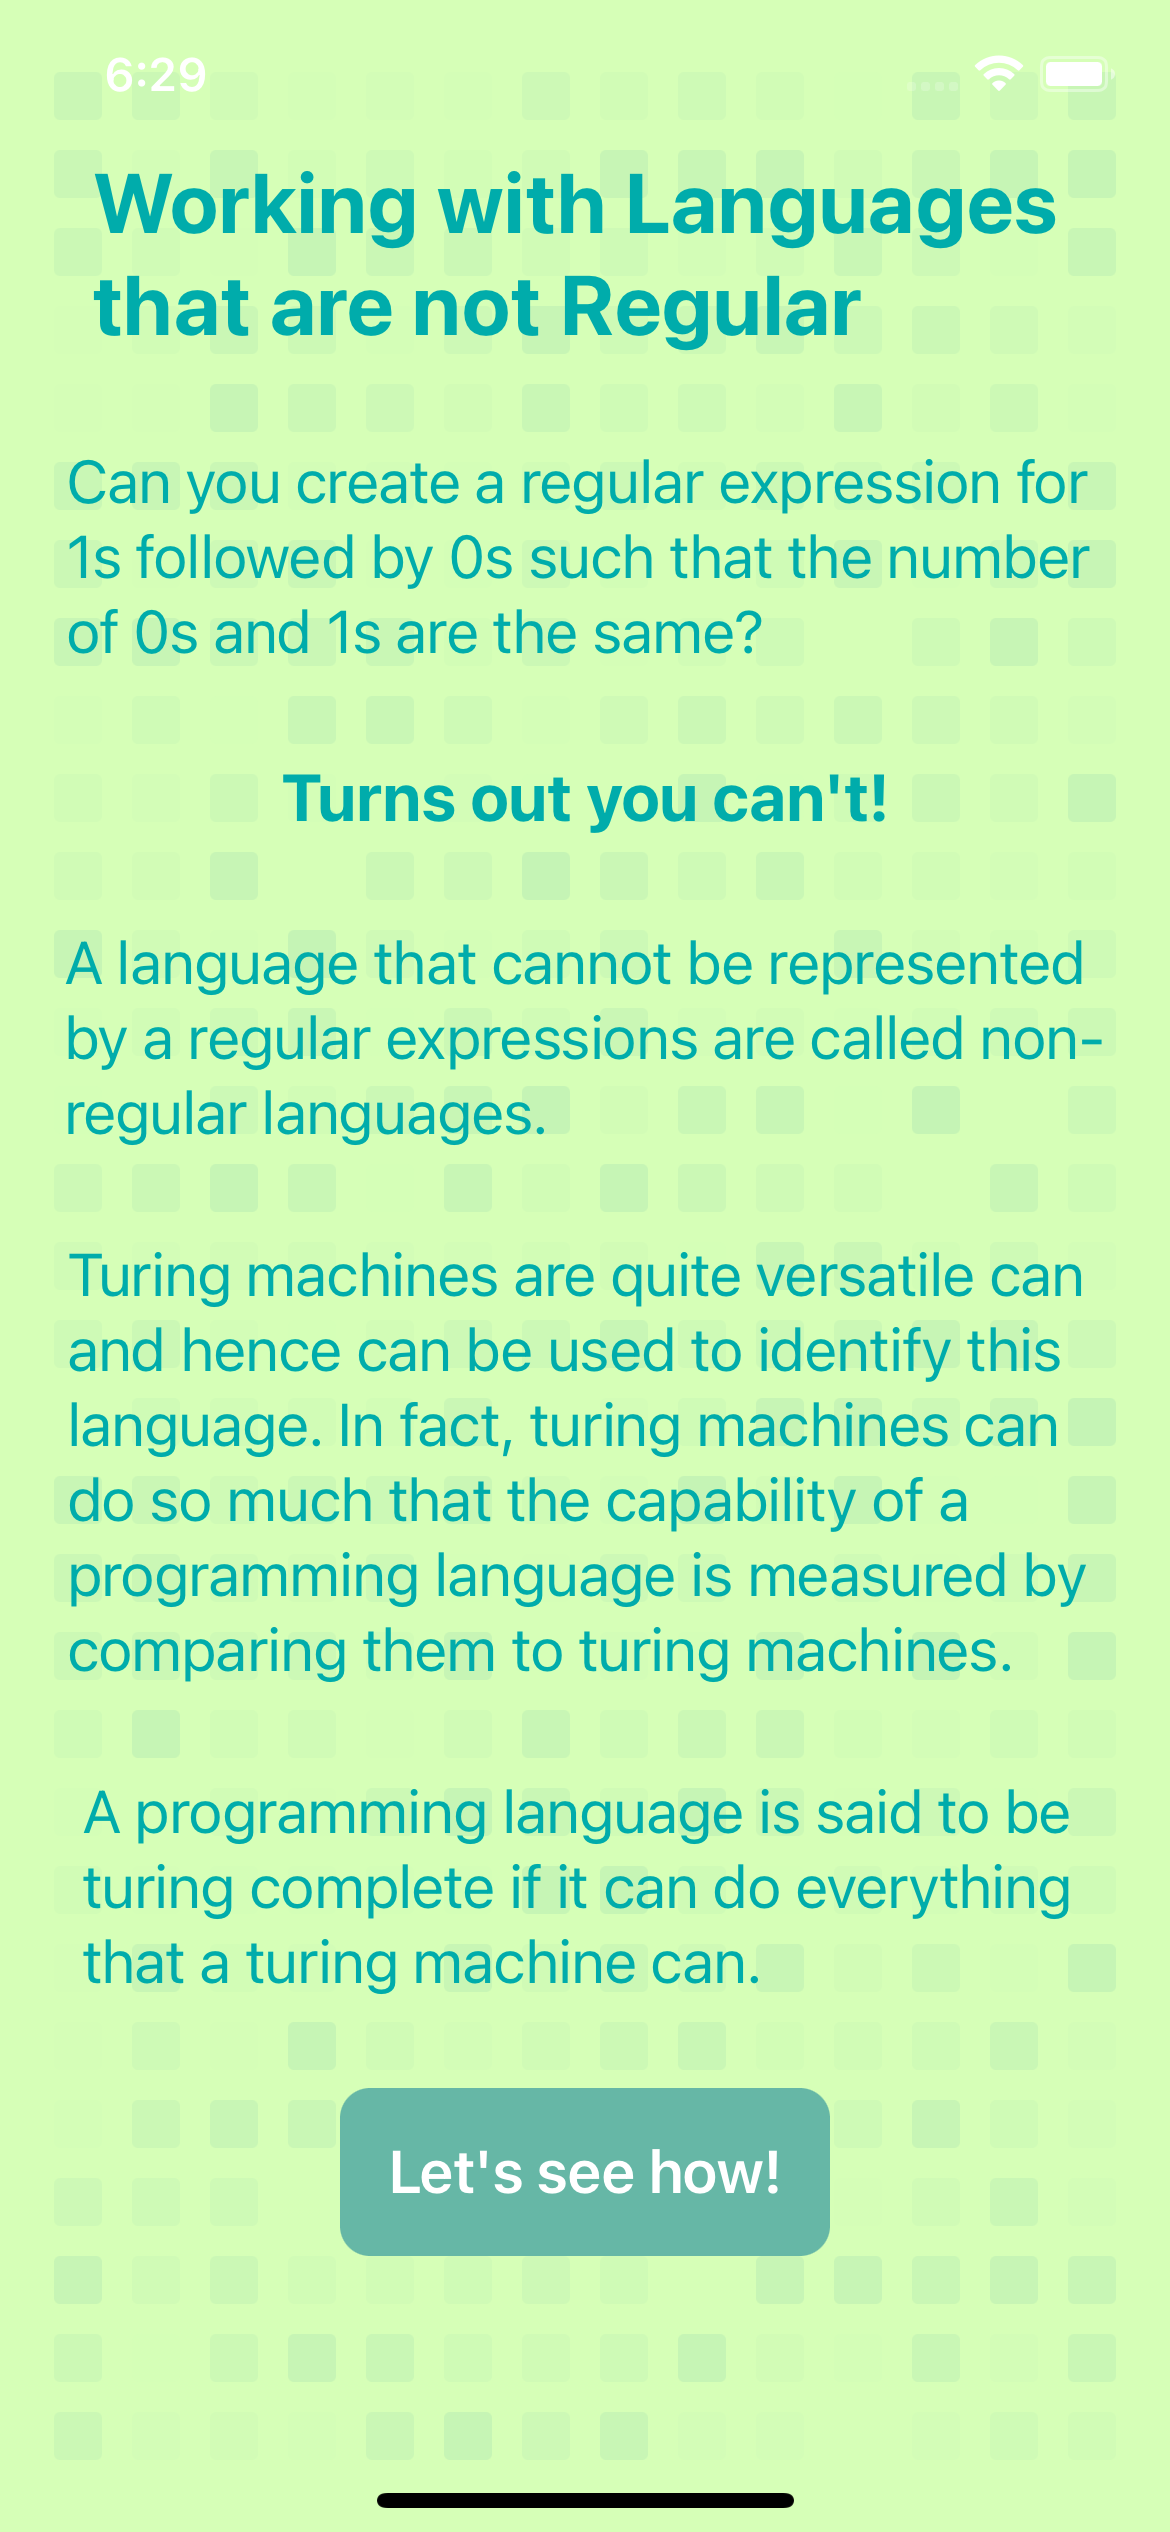 6:29
Working with Languages
that are not Regular
Can you create a regular expression for
1s followed by 0s such that the number
of 0s and 1s are the same?
Turns out you can't!
A language that cannot be represented
by a regular expressions are called non-
regular languages.
Turing machines are quite versatile can
and hence can be used to identify this
language. In fact, turing machines can
do so much that the capability of a
programming language is measured by
comparing them to turing machines.
A programming language is said to be
turing complete if it can do everything
that a turing machine can.
Let's see how!